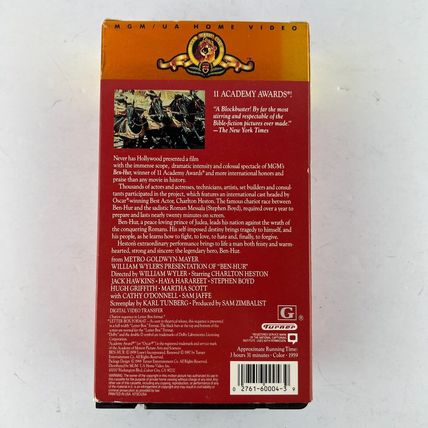 MGM/UA HOME VIDEO
11 ACADEMY AWARDS®!
"A Blockbuster! By far the most
stirring and respectable of the
Bible-fiction pictures ever made."
—The New York Times
Never has Hollywood presented a film
with the immense scope, dramatic intensity and colossal spectacle of MGM's
Ben-Hur, winner of 11 Academy Awards® and more international honors and
praise than any movie in history.
Thousands of actors and actresses, technicians, artists, set builders and consul-
tants participated in the project, which features an international cast headed by
Oscar®-winning Best Actor, Charlton Heston. The famous chariot race between
Ben-Hur and the sadistic Roman Messala (Stephen Boyd), required over a year to
prepare and lasts nearly twenty minutes on screen.
Ben-Hur, a peace-loving prince of Judea, leads his nation against the wrath of
the conquering Romans. His self imposed destiny brings tragedy to himself, and
his people, as he learns how to fight, to love, to hate and, finally, to forgive.
Heston's extraordinary performance brings to life a man both feisty and warm-
hearted, strong and sincere: the legendary hero, Ben-Hur.
from METRO-GOLDWYN-MAYER
WILLIAM WYLER'S PRESENTATION OF "BEN-HUR"
Directed by WILLIAM WYLER · Starring CHARLTON HESTON
JACK HAWKINS · HAYA HARAREET · STEPHEN BOYD
HUGH GRIFFITH · MARTHA SCOTT
with CATHY O'DONNELL · SAM JAFFE
Screenplay by KARL TUNBERG · Produced by SAM ZIMBALIST
DIGITAL VIDEO TRANSFER
G
Turner
Approximate Running Time:
3 hours 31 minutes · Color · 1959
0 27616 0004 3 9